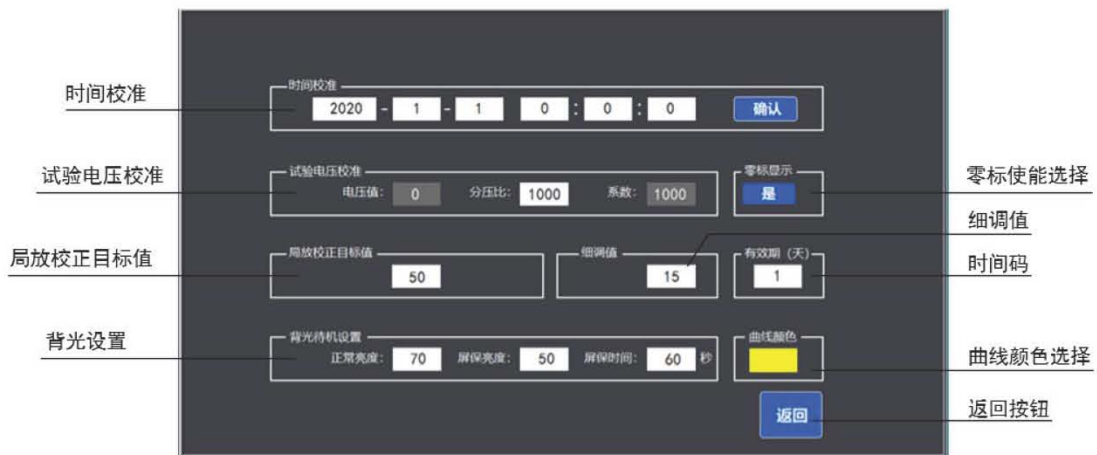 时间校准
2020 - 1 - 1 0 : 0 : 0 确认
时间校准
试验电压校准
零标显示
试验电压校准
电压值: 0 分压比: 1000 系数: 1000
是
零标使能选择
细调值
局放校正目标值
细调值
有效期 (天)
局放校正目标值
50
15
1
时间码
背光待机设置
曲线颜色
背光设置
正常亮度: 70 屏保亮度: 50 屏保时间: 60 秒
曲线颜色选择
返回
返回按钮